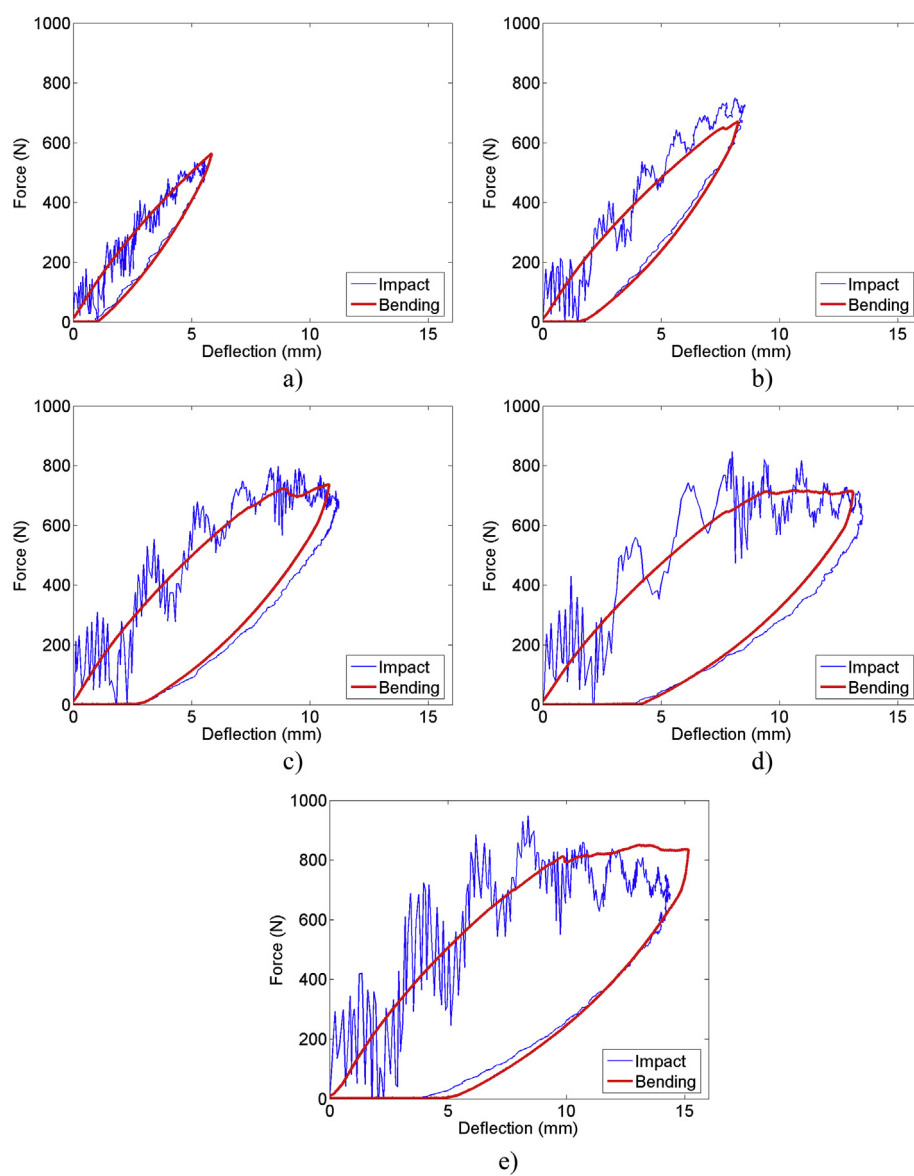 1000
800
600
400
200
0
Force (N)
0 5 10 15
Deflection (mm)
Impact
Bending
a)
1000
800
600
400
200
0
Force (N)
0 5 10 15
Deflection (mm)
Impact
Bending
b)
1000
800
600
400
200
0
Force (N)
0 5 10 15
Deflection (mm)
Impact
Bending
c)
1000
800
600
400
200
0
Force (N)
0 5 10 15
Deflection (mm)
Impact
Bending
d)
1000
800
600
400
200
0
Force (N)
0 5 10 15
Deflection (mm)
Impact
Bending
e)